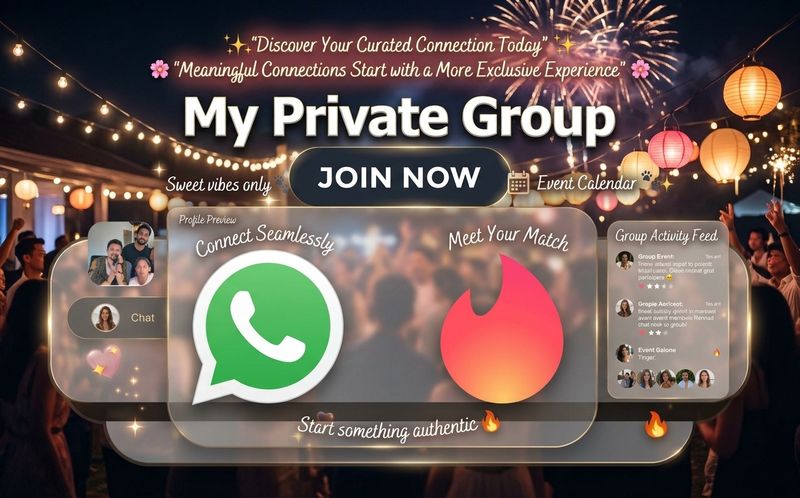 "Discover Your Curated Connection Today"
"Meaningful Connections Start with a More Exclusive Experience"
My Private Group
JOIN NOW
Sweet vibes only
Event Calendar
Profile Preview
Connect Seamlessly
Meet Your Match
Group Activity Feed
Group Event:
Chat
Event Galone
Tinger:
Start something authentic